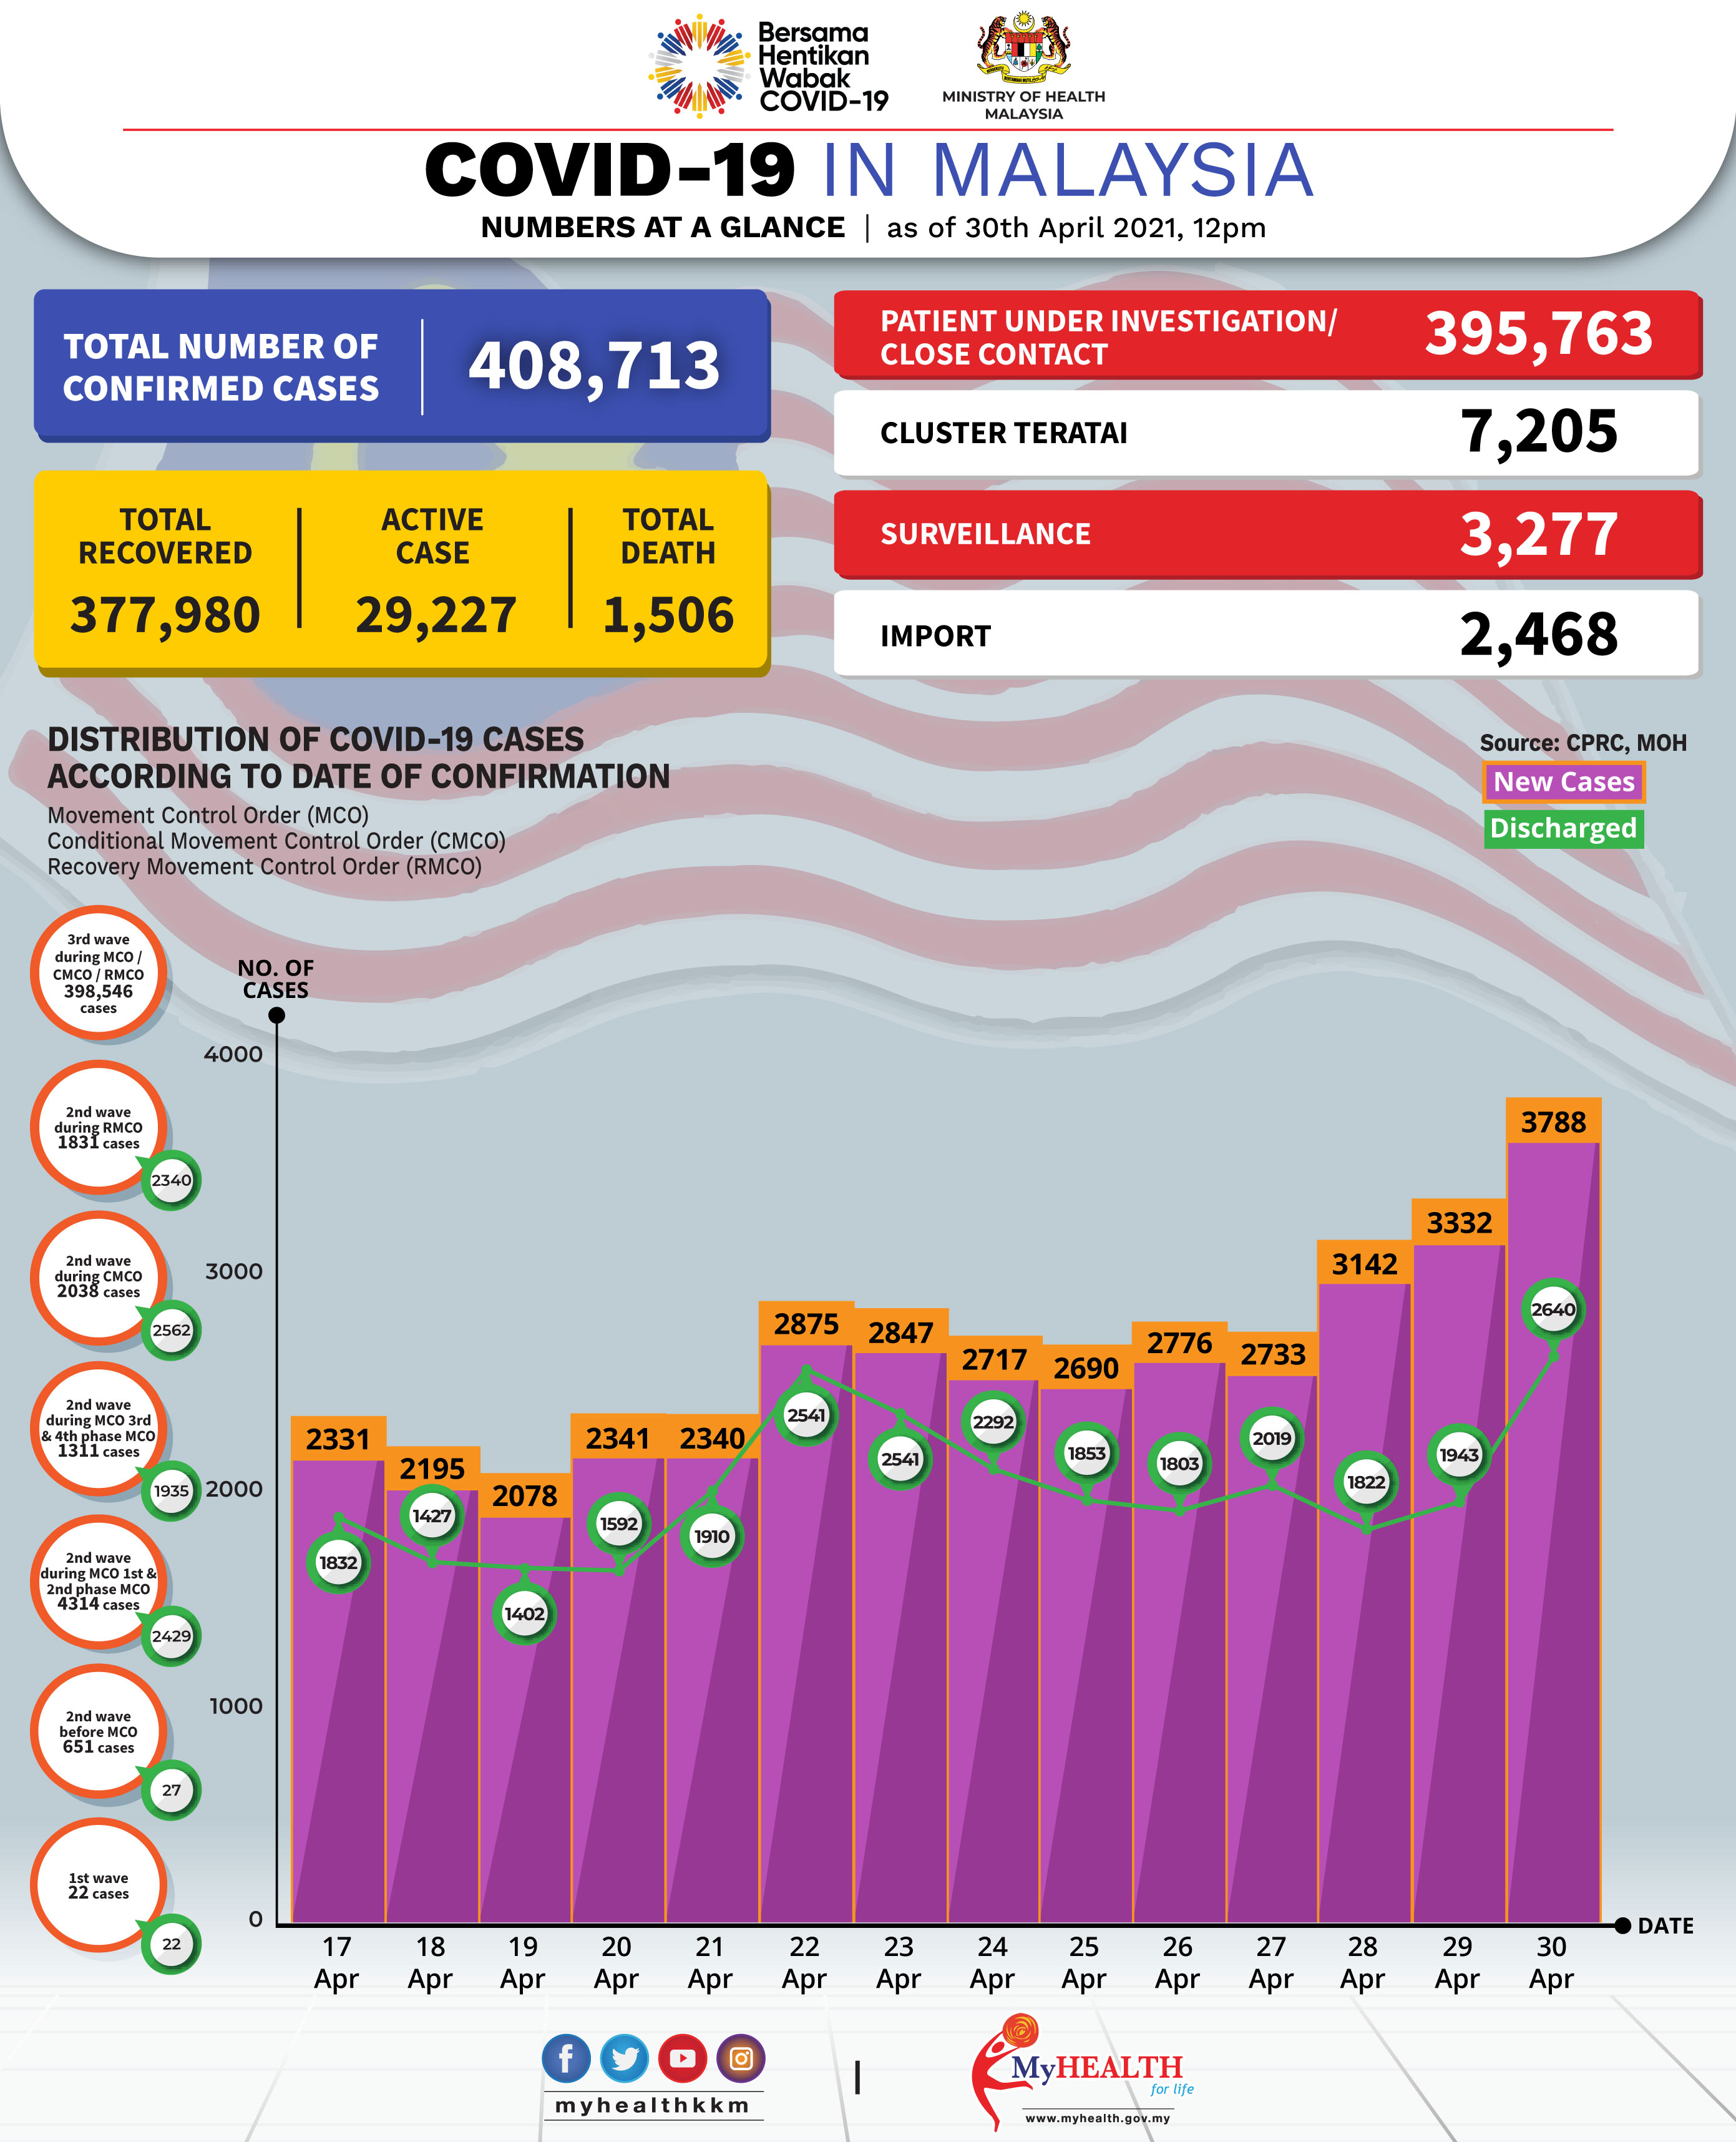 Bersama
Hentikan
Wabak
COVID-19
MINISTRY OF HEALTH
MALAYSIA
COVID-19 IN MALAYSIA
NUMBERS AT A GLANCE | as of 30th April 2021, 12pm
TOTAL NUMBER OF
CONFIRMED CASES
408,713
TOTAL
RECOVERED
377,980
ACTIVE
CASE
29,227
TOTAL
DEATH
1,506
PATIENT UNDER INVESTIGATION/
CLOSE CONTACT
395,763
CLUSTER TERATAI
7,205
SURVEILLANCE
3,277
IMPORT
2,468
DISTRIBUTION OF COVID-19 CASES
ACCORDING TO DATE OF CONFIRMATION
Movement Control Order (MCO)
Conditional Movement Control Order (CMCO)
Recovery Movement Control Order (RMCO)
Source: CPRC, MOH
New Cases
Discharged
3rd wave
during MCO /
CMCO / RMCO
398,546
cases
2nd wave
during RMCO
1831 cases
2340
2nd wave
during CMCO
2038 cases
2562
2nd wave
during MCO 3rd
& 4th phase MCO
1311 cases
1935
2nd wave
during MCO 1st &
2nd phase MCO
4314 cases
2429
2nd wave
before MCO
651 cases
27
1st wave
22 cases
22
NO. OF
CASES
4000
3000
2000
1000
0
2331
2195
2078
2341
2340
2875
2847
2717
2690
2776
2733
3142
3332
3788
1832
1427
1402
1592
1910
2541
2541
2292
1853
1803
2019
1822
1943
2640
17
Apr
18
Apr
19
Apr
20
Apr
21
Apr
22
Apr
23
Apr
24
Apr
25
Apr
26
Apr
27
Apr
28
Apr
29
Apr
30
Apr
DATE
myhealthkkm
MyHEALTH
for life
www.myhealth.gov.my